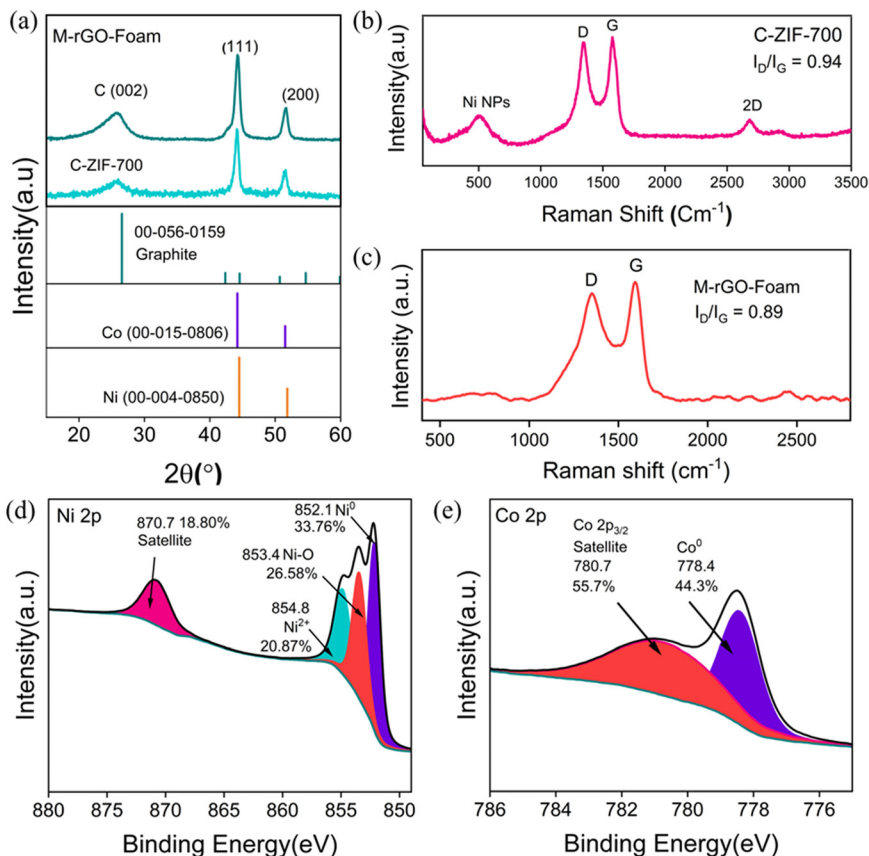 (a)
M-rGO-Foam
(111)
C (002)
(200)
C-ZIF-700
00-056-0159
Graphite
Co (00-015-0806)
Ni (00-004-0850)
20 30 40 50 60
2θ(°)
Intensity(a.u)
(b)
D G
C-ZIF-700
I_D/I_G = 0.94
Ni NPs
2D
500 1000 1500 2000 2500 3000 3500
Raman Shift (Cm⁻¹)
Intensity(a.u)
(c)
D G
M-rGO-Foam
I_D/I_G = 0.89
500 1000 1500 2000 2500
Raman shift (cm⁻¹)
Intensity (a.u.)
(d)
Ni 2p
870.7 18.80%
Satellite
852.1 Ni⁰
33.76%
853.4 Ni-O
26.58%
854.8
Ni²⁺
20.87%
880 875 870 865 860 855 850
Binding Energy(eV)
Intensity(a.u.)
(e)
Co 2p
Co 2p₃/₂
Satellite
780.7
55.7%
Co⁰
778.4
44.3%
786 784 782 780 778 776
Binding Energy(eV)
Intensity(a.u.)